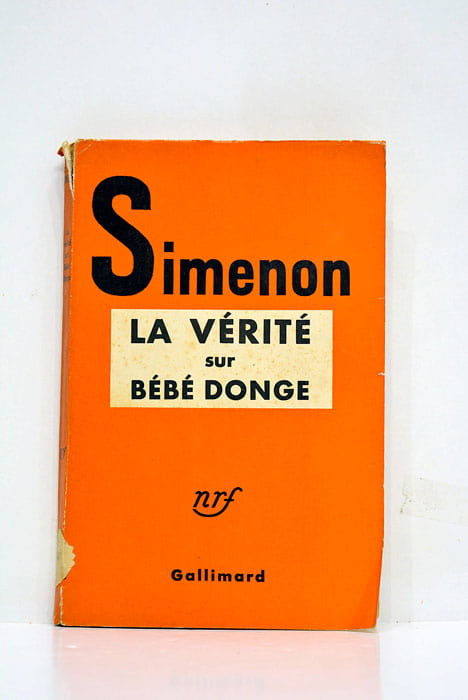 Simenon
LA VÉRITÉ
sur
BÉBÉ DONGE
nrf
Gallimard